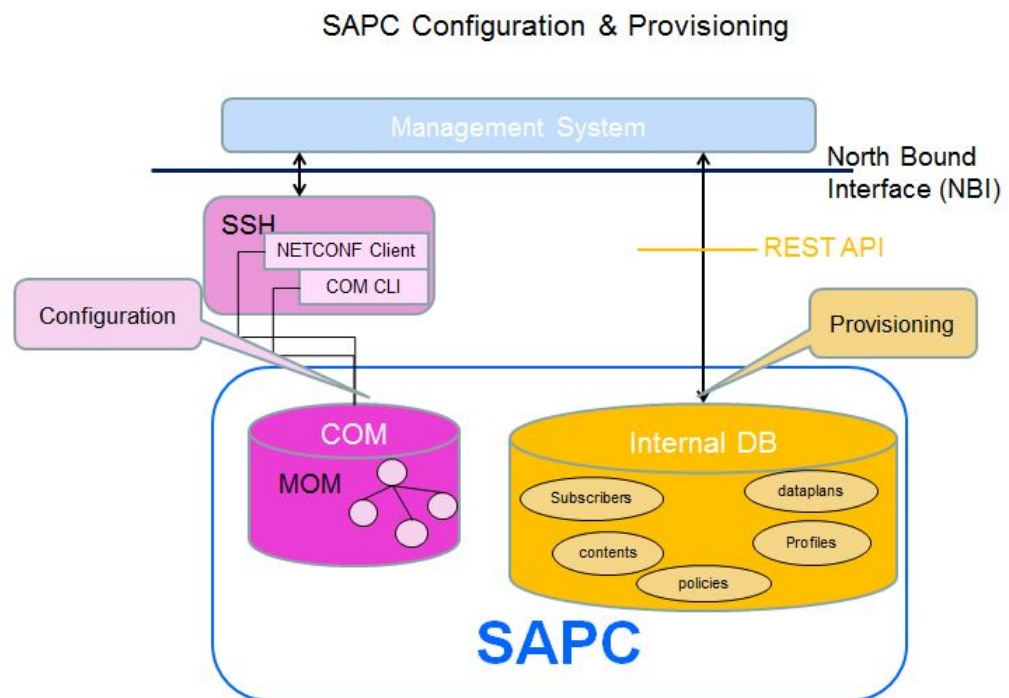 SAPC Configuration & Provisioning
Management System
North Bound
Interface (NBI)
SSH
NETCONF Client
COM CLI
REST API
Configuration
Provisioning
COM
MOM
Internal DB
Subscribers
dataplans
contents
Profiles
policies
SAPC